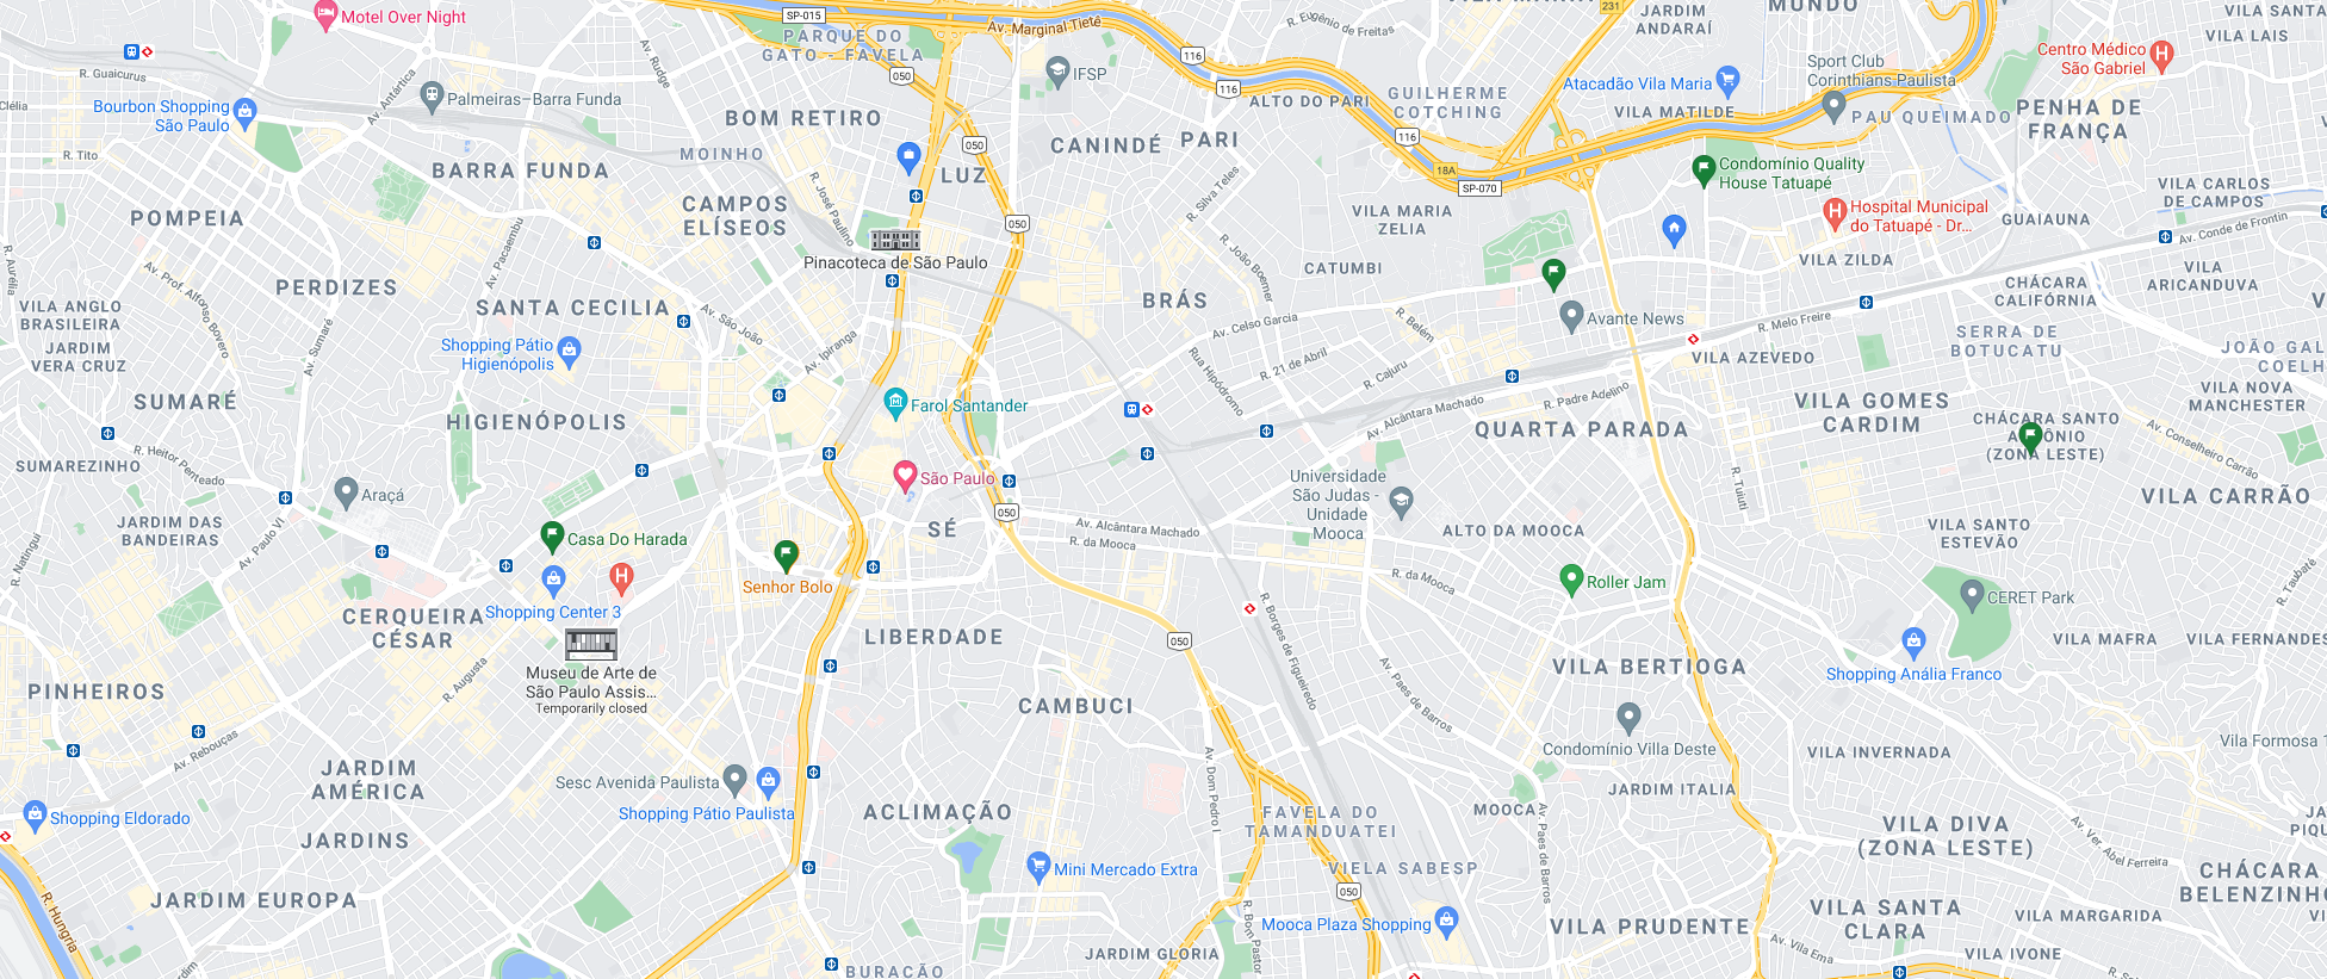 Motel Over Night
SP-015
Av. Marginal Tietê
R. Eugênio de Freitas
231
JARDIM
ANDARAÍ
MUNDO
VILA SANTA
VILA LAIS
PARQUE DO
GATO - FAVELA
Av. Rudge
050
IFSP
116
116
Atacadão Vila Maria
Sport Club
Corinthians Paulista
Centro Médico
São Gabriel
R. Guaicurus
Av. Antártica
Clélia
Bourbon Shopping
São Paulo
Palmeiras–Barra Funda
BOM RETIRO
ALTO DO PARI
GUILHERME
COTCHING
VILA MATILDE
PAU QUEIMADO
PENHA DE
FRANÇA
R. Tito
BARRA FUNDA
MOINHO
050
LUZ
CANINDÉ
PARI
116
18A
SP-070
Condomínio Quality
House Tatuapé
POMPEIA
CAMPOS
ELÍSEOS
R. José Paulino
R. Silva Teles
050
VILA MARIA
ZELIA
Hospital Municipal
do Tatuapé - Dr...
VILA CARLOS
DE CAMPOS
GUAIAUNA
Av. Conde de Frontin
R. Aurélia
Av. Pacaembu
Av. Prof. Alfonso Bovero
Pinacoteca de São Paulo
R. João Boemer
CATUMBI
VILA ZILDA
PERDIZES
VILA ANGLO
BRASILEIRA
SANTA CECILIA
Av. São João
BRÁS
CHÁCARA
CALIFÓRNIA
VILA
ARICANDUVA
Av. Celso Garcia
R. Belém
Avante News
R. Melo Freire
JARDIM
VERA CRUZ
Av. Sumaré
Shopping Pátio
Higienópolis
Av. Ipiranga
Rua Hipódromo
R. 21 de Abril
R. Cajuru
VILA AZEVEDO
SERRA DE
BOTUCATU
JOÃO GAL
COELH
SUMARÉ
HIGIENÓPOLIS
Farol Santander
Av. Alcântara Machado
R. Padre Adelino
QUARTA PARADA
VILA GOMES
CARDIM
VILA NOVA
MANCHESTER
CHÁCARA SANTO
ANTÔNIO
(ZONA LESTE)
Av. Conselheiro Carrão
SUMAREZINHO
R. Heitor Penteado
Araçá
São Paulo
Universidade
São Judas -
Unidade
Mooca
R. Tuiuti
VILA CARRÃO
JARDIM DAS
BANDEIRAS
Av. Paulo VI
R. Natingui
Casa Do Harada
SÉ
050
Av. Alcântara Machado
R. da Mooca
ALTO DA MOOCA
VILA SANTO
ESTEVÃO
Senhor Bolo
R. da Mooca
Roller Jam
CERET Park
R. Taubaté
CERQUEIRA
CÉSAR
Shopping Center 3
LIBERDADE
050
R. Borges de Figueiredo
VILA MAFRA
VILA FERNANDES
PINHEIROS
R. Augusta
Museu de Arte de
São Paulo Assis...
Temporarily closed
CAMBUCI
Av. Paes de Barros
VILA BERTIOGA
Shopping Anália Franco
Av. Rebouças
Condomínio Villa Deste
VILA INVERNADA
Vila Formosa 1
JARDIM
AMÉRICA
Sesc Avenida Paulista
Shopping Pátio Paulista
Av. Dom Pedro I
JARDIM ITALIA
Shopping Eldorado
JARDINS
ACLIMAÇÃO
FAVELA DO
TAMANDUATEI
MOOCA
Av. Paes de Barros
VILA DIVA
(ZONA LESTE)
Av. Ver. Abel Ferreira
JA
PIQU
JARDIM EUROPA
R. Hungria
Mini Mercado Extra
VIELA SABESP
050
CHÁCARA
BELENZINHO
Mooca Plaza Shopping
VILA PRUDENTE
VILA SANTA
CLARA
VILA MARGARIDA
R. Bom Pastor
JARDIM GLORIA
Av. Vila Ema
VILA IVONE
BURACÃO